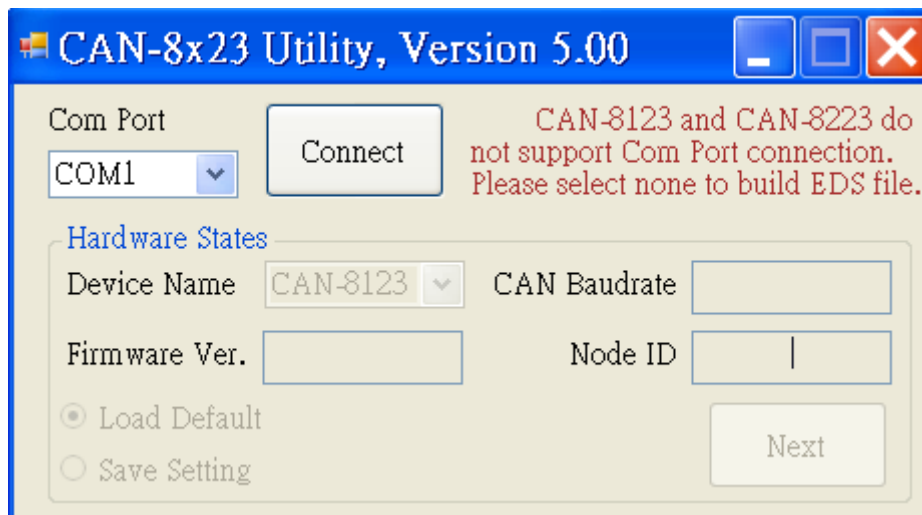 CAN-8x23 Utility, Version 5.00
Com Port
COM1
Connect
CAN-8123 and CAN-8223 do
not support Com Port connection.
Please select none to build EDS file.
Hardware States
Device Name
CAN-8123
CAN Baudrate
Firmware Ver.
Node ID
Load Default
Save Setting
Next